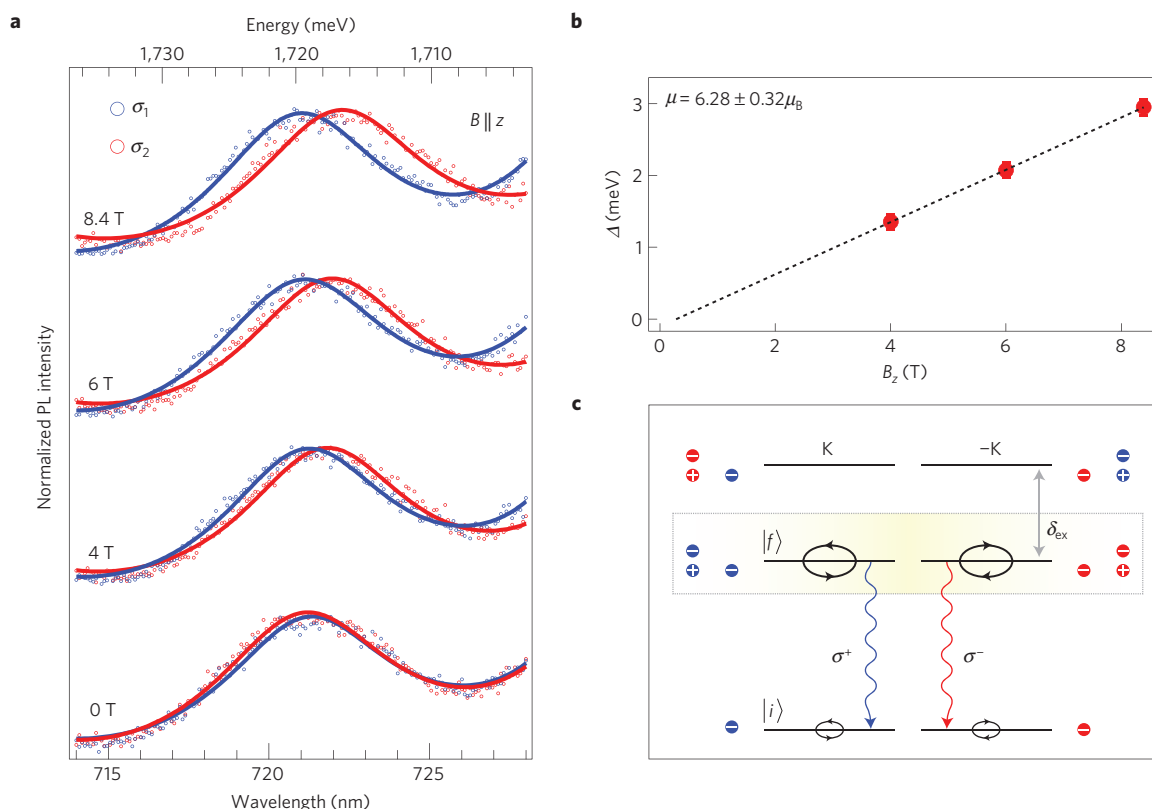 a
Energy (meV)
1,730 1,720 1,710
σ1
σ2
B || z
8.4 T
6 T
4 T
0 T
Normalized PL intensity
715 720 725
Wavelength (nm)
b
μ = 6.28 ± 0.32μB
3
2
1
0
Δ (meV)
0 2 4 6 8
Bz (T)
c
K −K
δex
|f⟩
σ+ σ−
|i⟩